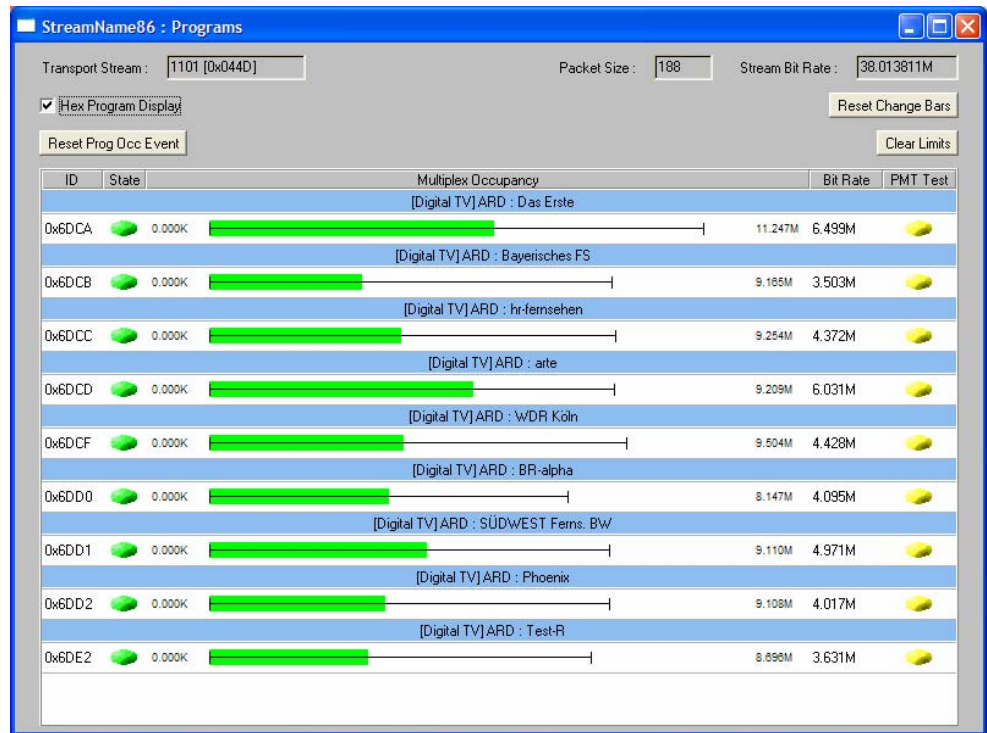 StreamName86 : Programs
Transport Stream : 1101 [0x044D] Packet Size : 188 Stream Bit Rate : 38.013811M
Hex Program Display Reset Change Bars
Reset Prog Occ Event Clear Limits
ID State Multiplex Occupancy Bit Rate PMT Test
[Digital TV] ARD : Das Erste
0x6DCA 0.000K 11.247M 6.499M
[Digital TV] ARD : Bayerisches FS
0x6DCB 0.000K 9.165M 3.503M
[Digital TV] ARD : hr-fernsehen
0x6DCC 0.000K 9.254M 4.372M
[Digital TV] ARD : arte
0x6DCD 0.000K 9.209M 6.031M
[Digital TV] ARD : WDR Köln
0x6DCF 0.000K 9.504M 4.428M
[Digital TV] ARD : BR-alpha
0x6DD0 0.000K 8.147M 4.095M
[Digital TV] ARD : SÜDWEST Ferns. BW
0x6DD1 0.000K 9.110M 4.971M
[Digital TV] ARD : Phoenix
0x6DD2 0.000K 9.108M 4.017M
[Digital TV] ARD : Test-R
0x6DE2 0.000K 8.696M 3.631M